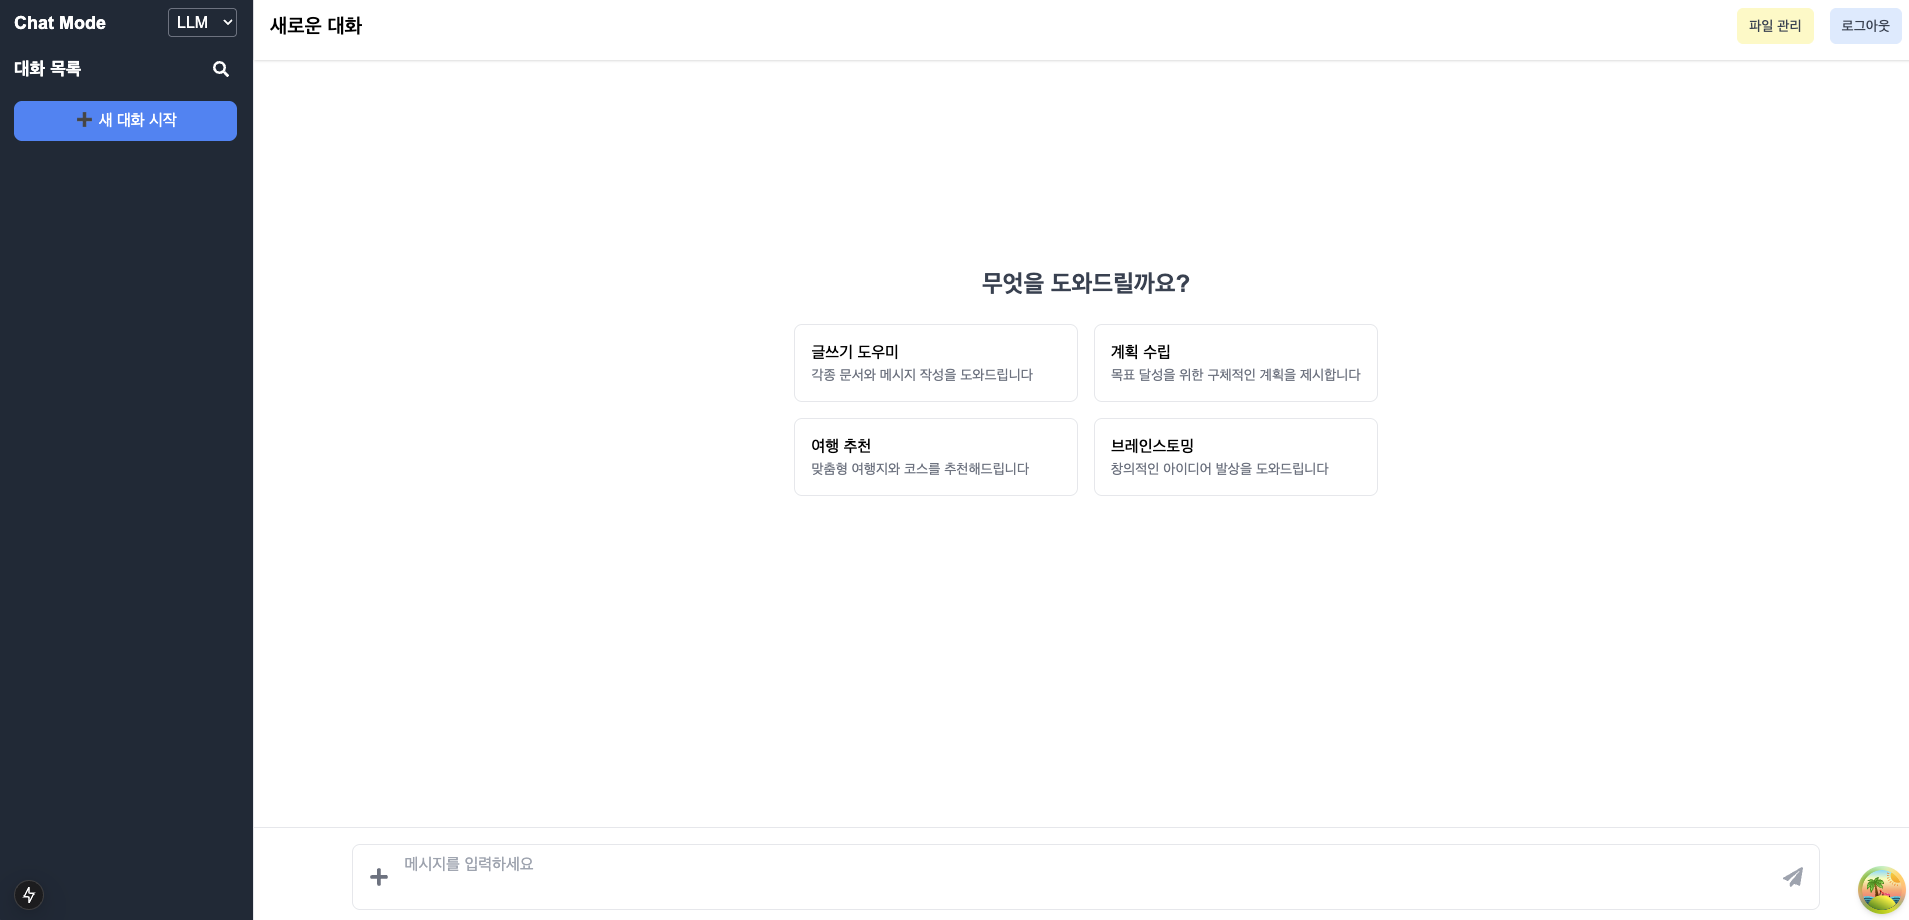 Chat Mode
LLM
대화 목록
새 대화 시작
새로운 대화
파일 관리
로그아웃
무엇을 도와드릴까요?
글쓰기 도우미
각종 문서와 메시지 작성을 도와드립니다
계획 수립
목표 달성을 위한 구체적인 계획을 제시합니다
여행 추천
맞춤형 여행지와 코스를 추천해드립니다
브레인스토밍
창의적인 아이디어 발상을 도와드립니다
메시지를 입력하세요